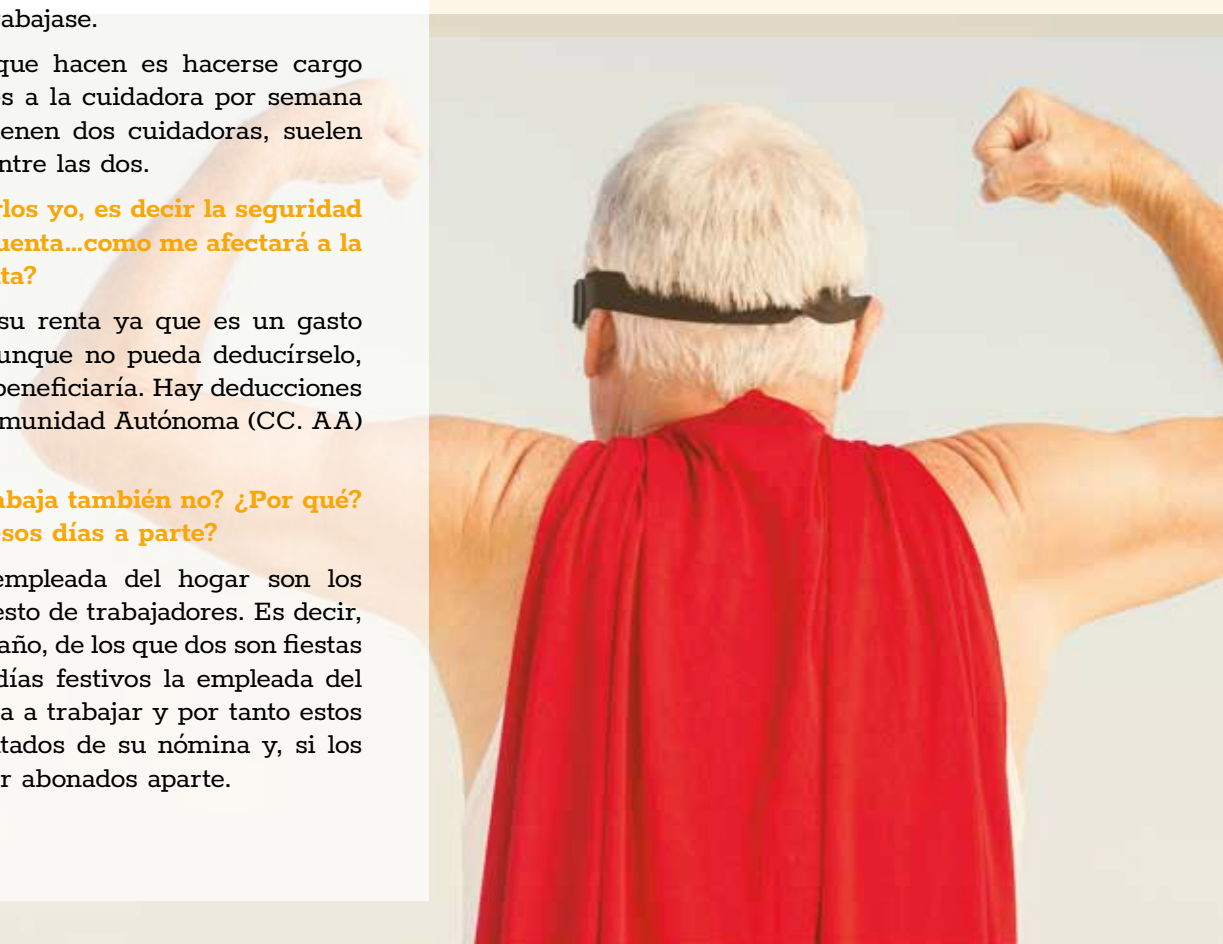 abajase.
que hacen es hacerse cargo
s a la cuidadora por semana
enen dos cuidadoras, suelen
ntre las dos.
rlos yo, es decir la seguridad
uenta...como me afectará a la
ta?
su renta ya que es un gasto
unque no pueda deducírselo,
beneficiaría. Hay deducciones
munidad Autónoma (CC. AA)
abaja también no? ¿Por qué?
sos días a parte?
empleada del hogar son los
esto de trabajadores. Es decir,
año, de los que dos son fiestas
días festivos la empleada del
a a trabajar y por tanto estos
tados de su nómina y, si los
r abonados aparte.